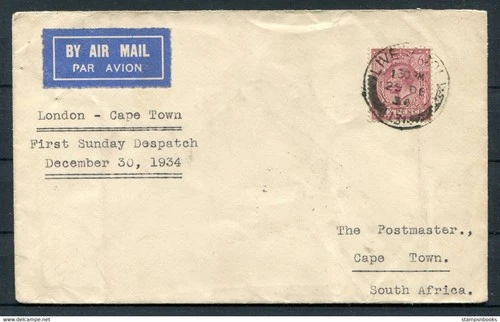 BY AIR MAIL
PAR AVION
London - Cape Town
First Sunday Despatch
December 30, 1934
LIVERPOOL
The Postmaster.,
Cape Town.
South Africa.